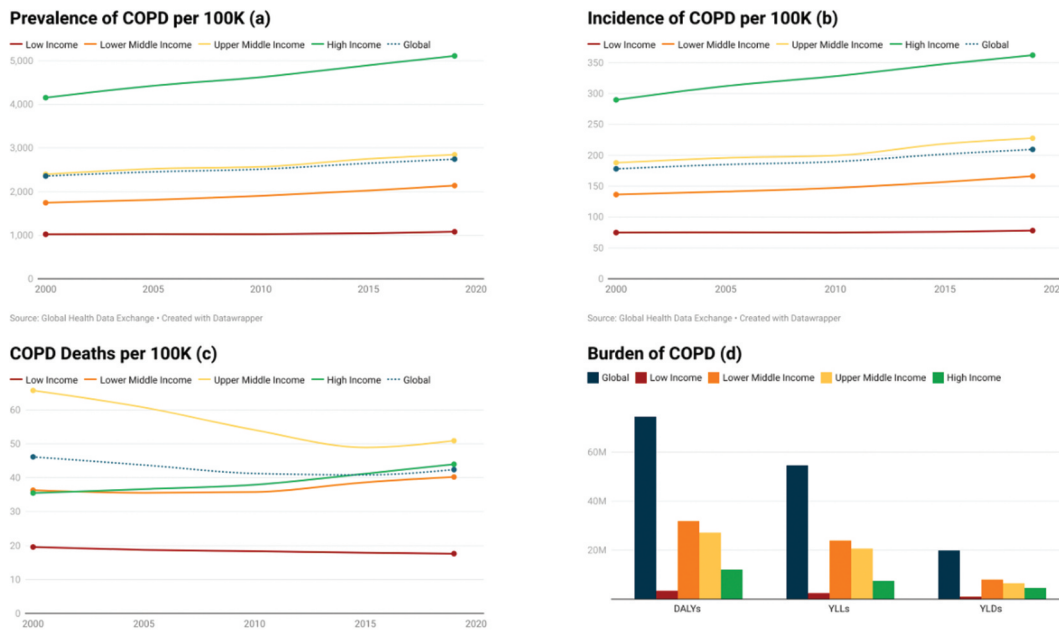 Prevalence of COPD per 100K (a)
Low Income Lower Middle Income Upper Middle Income High Income Global
5,000
4,000
3,000
2,000
1,000
0
2000 2005 2010 2015 2020
Source: Global Health Data Exchange • Created with Datawrapper
Incidence of COPD per 100K (b)
Low Income Lower Middle Income Upper Middle Income High Income Global
350
300
250
200
150
100
50
0
2000 2005 2010 2015
Source: Global Health Data Exchange • Created with Datawrapper
COPD Deaths per 100K (c)
Low Income Lower Middle Income Upper Middle Income High Income Global
60
50
40
30
20
10
0
2000 2005 2010 2015 2020
Burden of COPD (d)
Global Low Income Lower Middle Income Upper Middle Income High Income
60M
40M
20M
DALYs YLLs YLDs